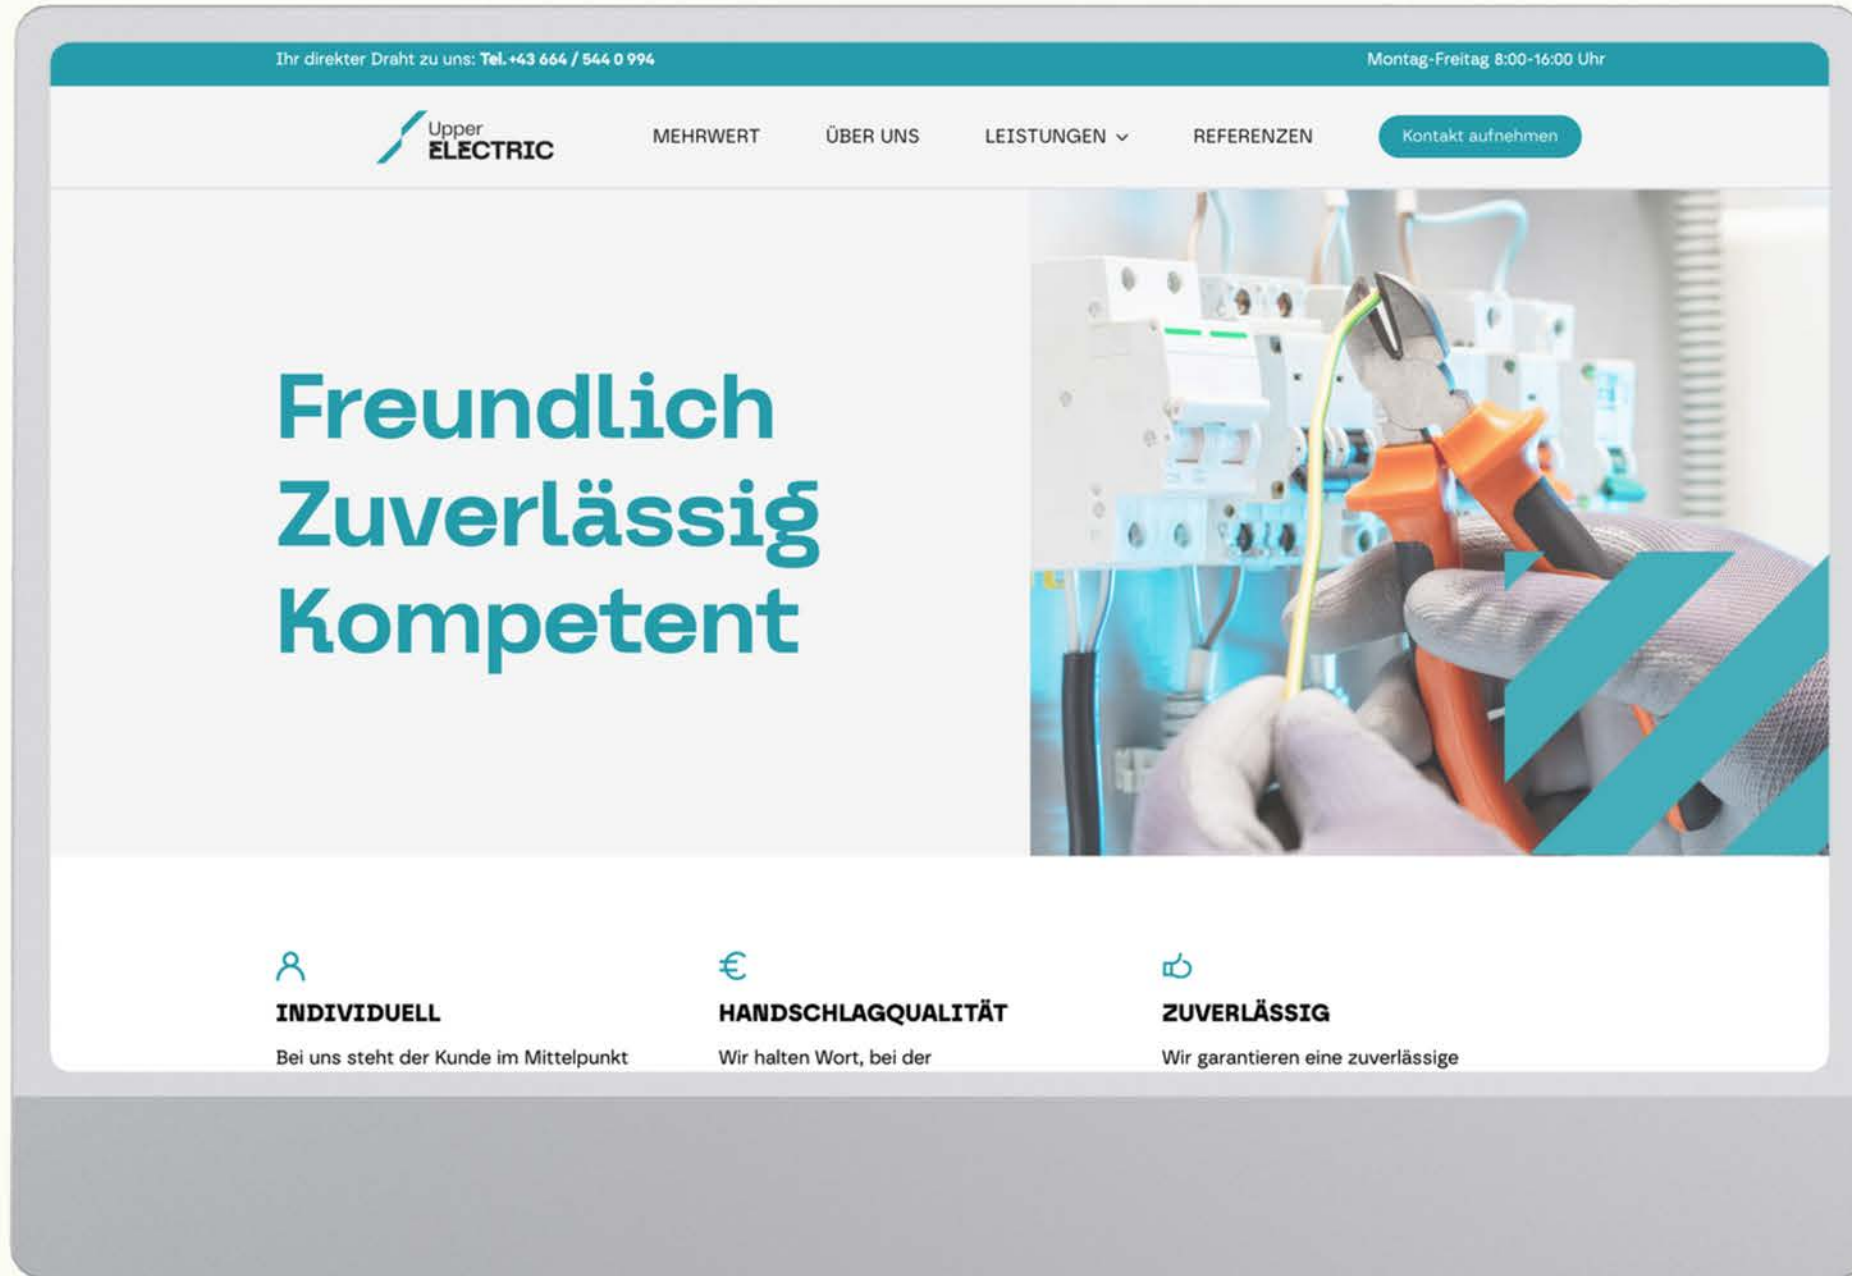 Ihr direkter Draht zu uns: Tel. +43 664 / 544 0 994
Montag-Freitag 8:00-16:00 Uhr
Upper
ELECTRIC
MEHRWERT
ÜBER UNS
LEISTUNGEN
REFERENZEN
Kontakt aufnehmen
Freundlich
Zuverlässig
Kompetent
€
INDIVIDUELL
Bei uns steht der Kunde im Mittelpunkt
HANDSCHLAGQUALITÄT
Wir halten Wort, bei der
ZUVERLÄSSIG
Wir garantieren eine zuverlässige